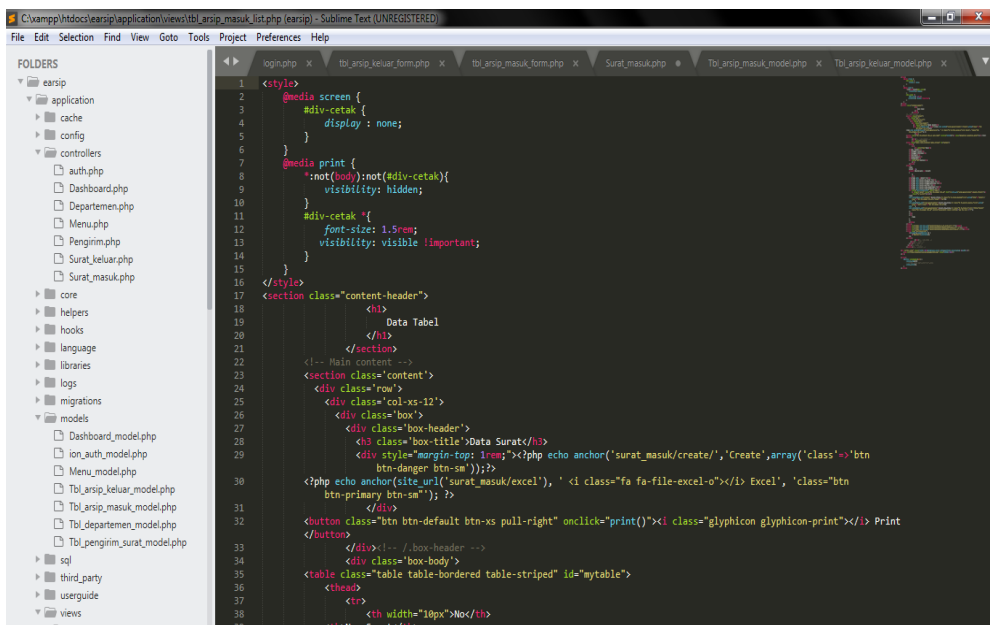 C:\xampp\htdocs\earsip\application\views\tbl_arsip_masuk_list.php (earsip) - Sublime Text (UNREGISTERED)
File Edit Selection Find View Goto Tools Project Preferences Help
FOLDERS
earsip
application
cache
config
controllers
auth.php
Dashboard.php
Departemen.php
Menu.php
Pengirim.php
Surat_keluar.php
Surat_masuk.php
core
helpers
hooks
language
libraries
logs
migrations
models
Dashboard_model.php
ion_auth_model.php
Menu_model.php
Tbl_arsip_keluar_model.php
Tbl_arsip_masuk_model.php
Tbl_departemen_model.php
Tbl_pengirim_surat_model.php
sql
third_party
userguide
views
login.php x tbl_arsip_keluar_form.php x tbl_arsip_masuk_form.php x Surat_masuk.php Tbl_arsip_masuk_model.php x Tbl_arsip_keluar_model.php x
1 <style>
2 @media screen {
3 #div-cetak {
4 display : none;
5 }
6 }
7 @media print {
8 *:not(body):not(#div-cetak){
9 visibility: hidden;
10 }
11 #div-cetak *{
12 font-size: 1.5rem;
13 visibility: visible !important;
14 }
15 }
16 </style>
17 <section class="content-header">
18 <h1>
19 Data Tabel
20 </h1>
21 </section>
22 <!-- Main content -->
23 <section class='content'>
24 <div class='row'>
25 <div class='col-xs-12'>
26 <div class='box'>
27 <div class='box-header'>
28 <h3 class='box-title'>Data Surat</h3>
29 <div style="margin-top: 1rem;"><?php echo anchor('surat_masuk/create/','Create',array('class'=>'btn
btn-danger btn-sm'));?>
30 <?php echo anchor(site_url('surat_masuk/excel'), ' <i class="fa fa-file-excel-o"></i> Excel', 'class="btn
btn-primary btn-sm"'); ?>
31 </div>
32 <button class="btn btn-default btn-xs pull-right" onclick="print()"><i class="glyphicon glyphicon-print"></i> Print
</button>
33 </div><!-- /.box-header -->
34 <div class='box-body'>
35 <table class="table table-bordered table-striped" id="mytable">
36 <thead>
37 <tr>
38 <th width="10px">No</th>